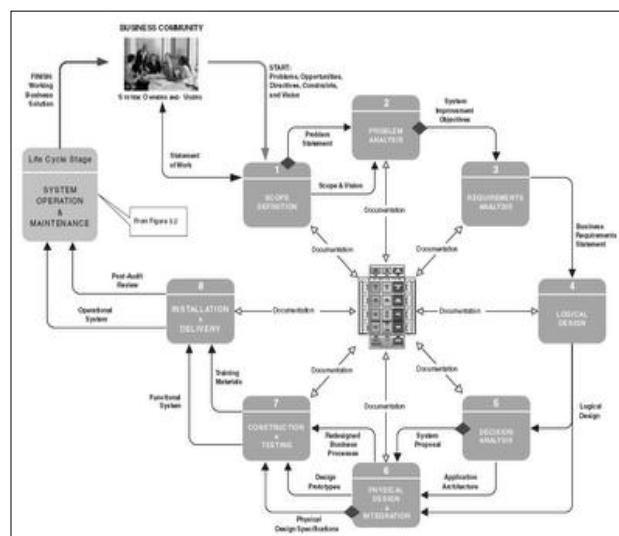 BUSINESS COMMUNITY
SYSTEM OWNERS AND USERS
FINISH:
Working
Business
Solution
START:
Problems, Opportunities,
Directives, Constraints,
and Vision
Statement
of Work
1
SCOPE
DEFINITION
Problem
Statement
Scope & Vision
2
PROBLEM
ANALYSIS
System
Improvement
Objectives
3
REQUIREMENTS
ANALYSIS
Business
Requirements
Statement
4
LOGICAL
DESIGN
Logical
Design
5
DECISION
ANALYSIS
System
Proposal
Application
Architecture
6
PHYSICAL
DESIGN
&
INTEGRATION
Redesigned
Business
Processes
Design
Prototypes
Physical
Design Specifications
7
CONSTRUCTION
&
TESTING
Training
Materials
Functional
System
8
INSTALLATION
&
DELIVERY
Post-Audit
Review
Operational
System
Life Cycle Stage
SYSTEM
OPERATION
&
MAINTENANCE
Documentation
Documentation
Documentation
Documentation
Documentation
Documentation
Documentation
Documentation